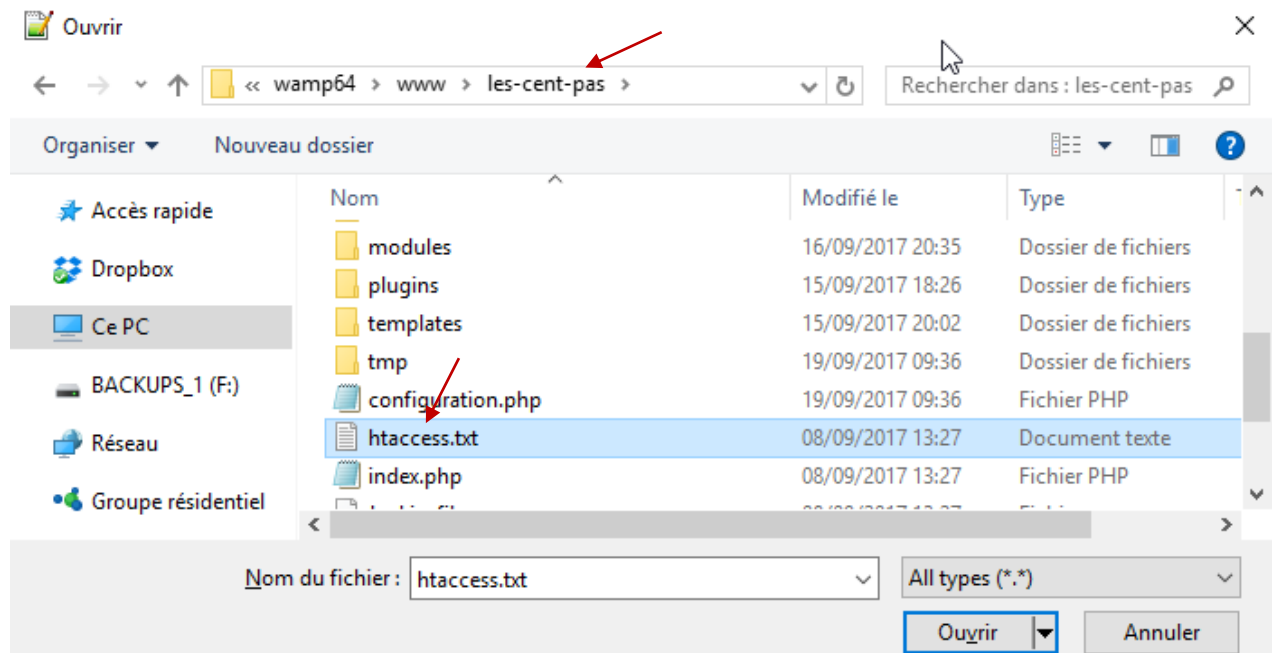 Ouvrir
« wamp64 > www > les-cent-pas >
Rechercher dans : les-cent-pas
Organiser
Nouveau dossier
Nom
Modifié le
Type
Accès rapide
Dropbox
Ce PC
BACKUPS_1 (F:)
Réseau
Groupe résidentiel
modules 16/09/2017 20:35 Dossier de fichiers
plugins 15/09/2017 18:26 Dossier de fichiers
templates 15/09/2017 20:02 Dossier de fichiers
tmp 19/09/2017 09:36 Dossier de fichiers
configuration.php 19/09/2017 09:36 Fichier PHP
htaccess.txt 08/09/2017 13:27 Document texte
index.php 08/09/2017 13:27 Fichier PHP
Nom du fichier : htaccess.txt
All types (*.*)
Ouvrir
Annuler